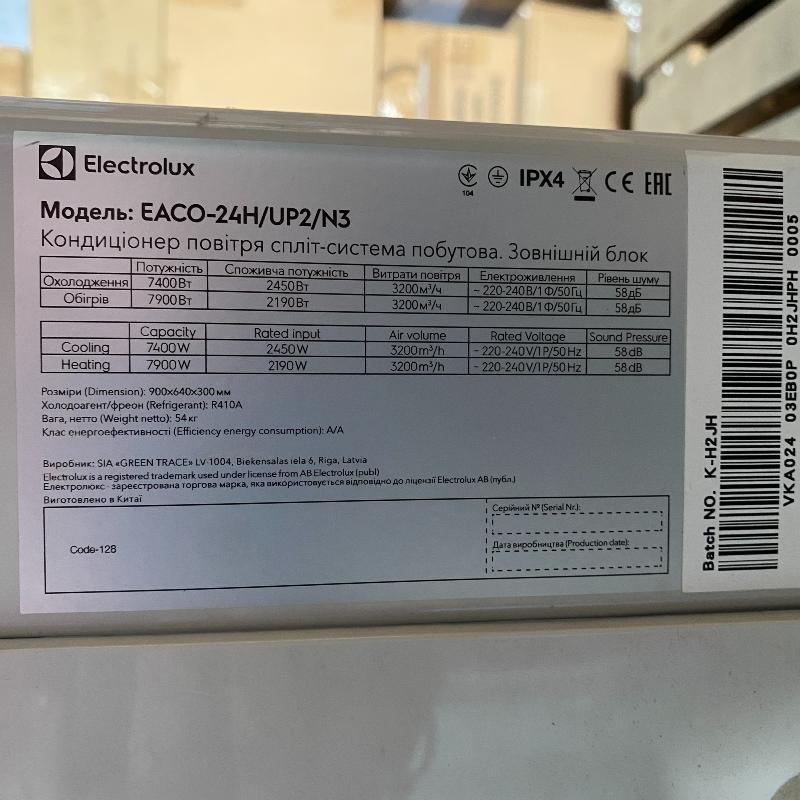 Electrolux
104
IPX4 CE EAC
Модель: EACO-24H/UP2/N3
Кондиціонер повітря спліт-система побутова. Зовнішній блок
Потужність Споживча потужність Витрати повітря Електроживлення Рівень шуму
Охолодження 7400Вт 2450Вт 3200м³/ч ~ 220-240В/1Ф/50Гц 58дБ
Обігрів 7900Вт 2190Вт 3200м³/ч ~ 220-240В/1Ф/50Гц 58дБ
Capacity Rated input Air volume Rated Voltage Sound Pressure
Cooling 7400W 2450W 3200m³/h ~ 220-240V/1P/50Hz 58dB
Heating 7900W 2190W 3200m³/h ~ 220-240V/1P/50Hz 58dB
Розміри (Dimension): 900×640×300мм
Холодоагент/фреон (Refrigerant): R410A
Вага, нетто (Weight netto): 54кг
Клас енергоефективності (Efficiency energy consumption): A/A
Виробник: SIA «GREEN TRACE» LV-1004, Biekensalas iela 6, Riga, Latvia
Electrolux is a registered trademark used under license from AB Electrolux (publ)
Електролюкс - зареєстрована торгова марка, яка використовується відповідно до ліцензії Electrolux AB (публ.)
Виготовлено в Китаї
Code-128
Серійний № (Serial Nr.):
Дата виробництва (Production date):
Batch NO. K-H2JH
VKA024 03EB0P 0H2JHPH 0005